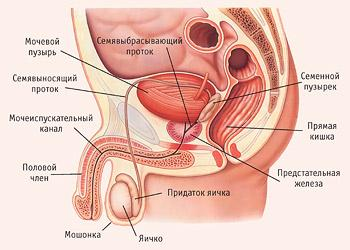 Мочевой
пузырь
Семявыбрасывающий
проток
Семявыносящий
проток
Семенной
пузырек
Мочеиспускательный
канал
Прямая
кишка
Половой
член
Предстательная
железа
Придаток яичка
Мошонка
Яичко